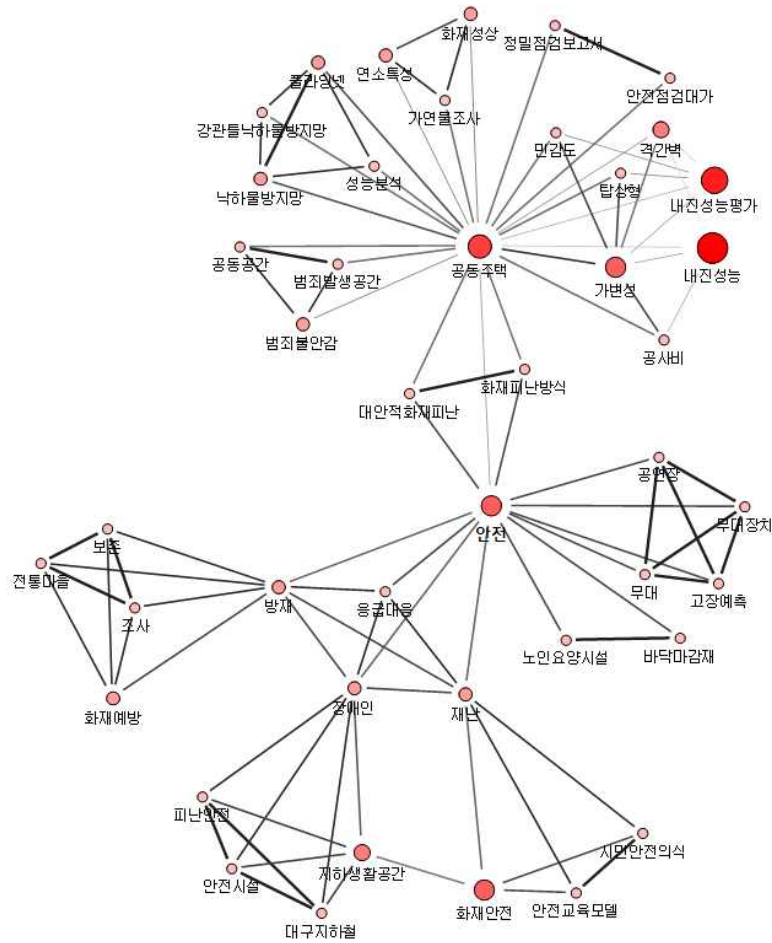 화재성상
정밀점검보고서
연소특성
플라잉넷
안전점검대가
가연물조사
강관틀낙하물방지망
민감도
격간벽
성능분석
탑상형
낙하물방지망
내진성능평가
공동공간
공동주택
내진성능
범죄발생공간
가변성
범죄불안감
공사비
화재피난방식
대안적화재피난
공연장
무대장치
안전
보존
전통마을
방재
응급대응
무대
고장예측
조사
노인요양시설
바닥마감재
장애인
재난
화재예방
피난안전
시민안전의식
안전시설
지하생활공간
화재안전
안전교육모델
대구지하철